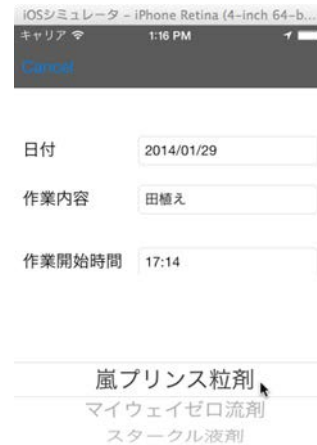 iOSシミュレータ – iPhone Retina (4-inch 64-b...
キャリア 1:16 PM
Cancel
日付 2014/01/29
作業内容 田植え
作業開始時間 17:14
嵐プリンス粒剤
マイウェイゼロ流剤
スタークル液剤